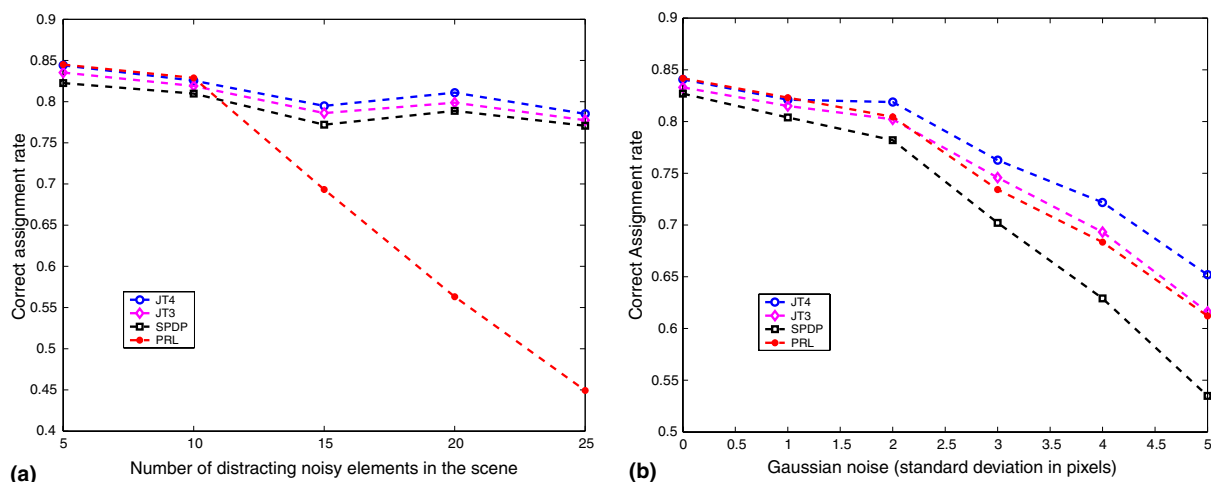 0.9
0.85
0.8
0.75
0.7
0.65
0.6
0.55
0.5
0.45
0.4
Correct assignment rate
JT4
JT3
SPDP
PRL
5 10 15 20 25
Number of distracting noisy elements in the scene
(a)
0.9
0.85
0.8
0.75
0.7
0.65
0.6
0.55
0.5
Correct Assignment rate
JT4
JT3
SPDP
PRL
0 0.5 1 1.5 2 2.5 3 3.5 4 4.5 5
Gaussian noise (standard deviation in pixels)
(b)